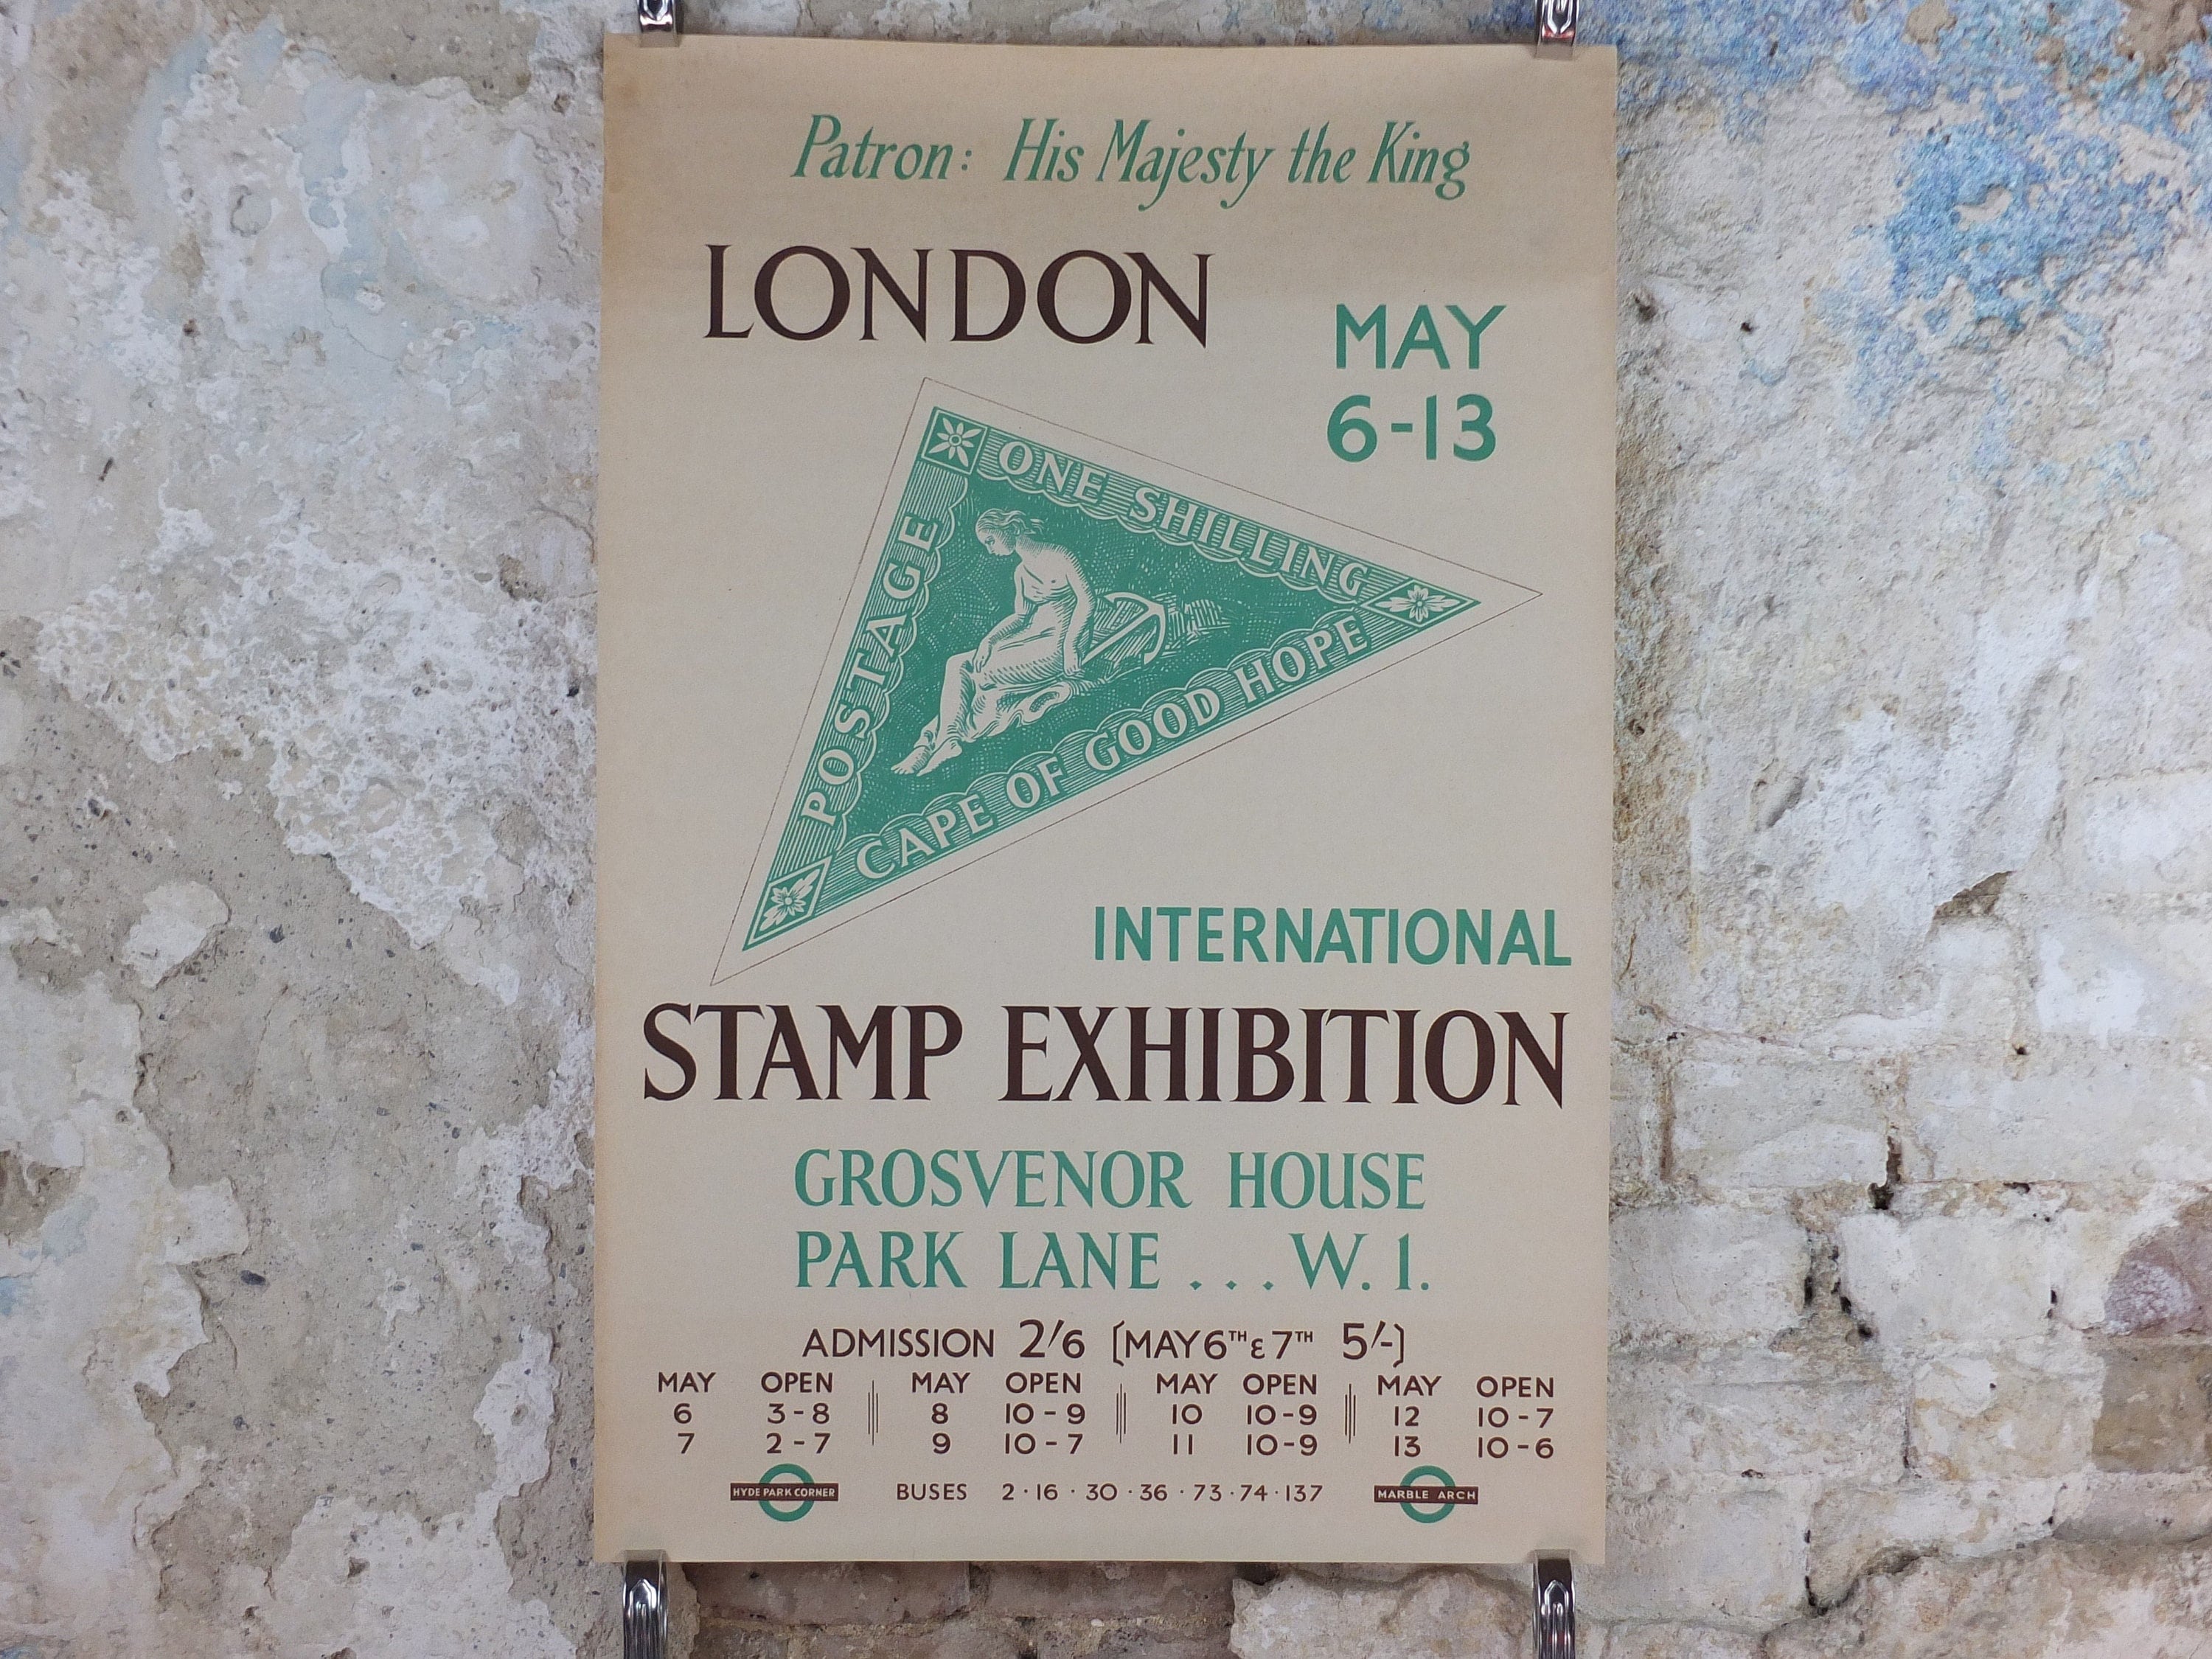 Patron: His Majesty the King
LONDON
MAY
6-13
ONE SHILLING
POSTAGE
CAPE OF GOOD HOPE
INTERNATIONAL
STAMP EXHIBITION
GROSVENOR HOUSE
PARK LANE . . . W. 1.
ADMISSION 2/6 [MAY 6TH & 7TH 5/-]
MAY OPEN MAY OPEN MAY OPEN MAY OPEN
6 3-8 8 10-9 10 10-9 12 10-7
7 2-7 9 10-7 11 10-9 13 10-6
HYDE PARK CORNER BUSES 2 · 16 · 30 · 36 · 73 · 74 · 137 MARBLE ARCH